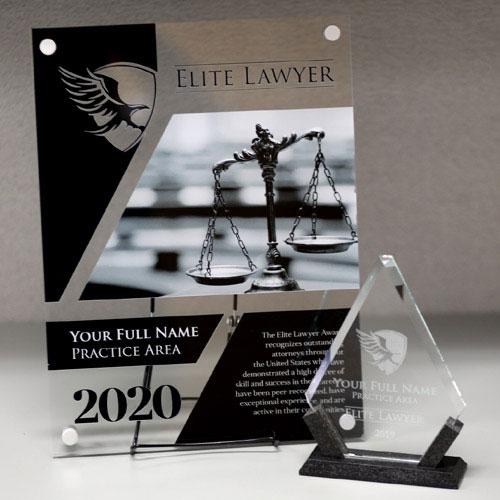 ELITE LAWYER
YOUR FULL NAME
PRACTICE AREA
2020
The Elite Lawyer Award
recognizes outstanding
attorneys throughout
the United States who have
demonstrated a high degree of
skill and success in their
have been peer recognized, have
exceptional experience, and are
active in their communities
YOUR FULL NAME
PRACTICE AREA
ELITE LAWYER
2019